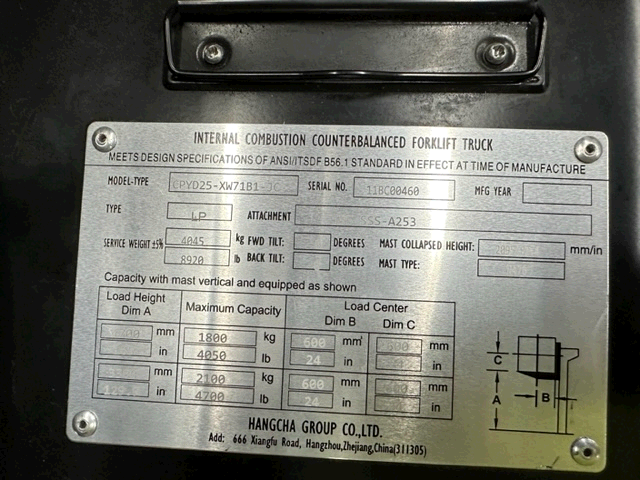 INTERNAL COMBUSTION COUNTERBALANCED FORKLIFT TRUCK
MEETS DESIGN SPECIFICATIONS OF ANSI/ITSDF B56.1 STANDARD IN EFFECT AT TIME OF MANUFACTURE
MODEL-TYPE CPYD25-XW71B1- SERIAL NO. 11BC00460 MFG YEAR
TYPE LP ATTACHMENT SSS-A253
SERVICE WEIGHT ±5% 4045 kg FWD TILT: DEGREES MAST COLLAPSED HEIGHT: mm/in
8920 lb BACK TILT: DEGREES MAST TYPE:
Capacity with mast vertical and equipped as shown
Load Height Dim A Maximum Capacity Load Center
Dim B Dim C
mm 1800 kg 600 mm mm
in 4050 lb 24 in in
mm 2100 kg 600 mm mm
in 4700 lb 24 in in
C
B
A
HANGCHA GROUP CO.,LTD.
Add: 666 Xiangfu Road, Hangzhou,Zhejiang,China(311305)